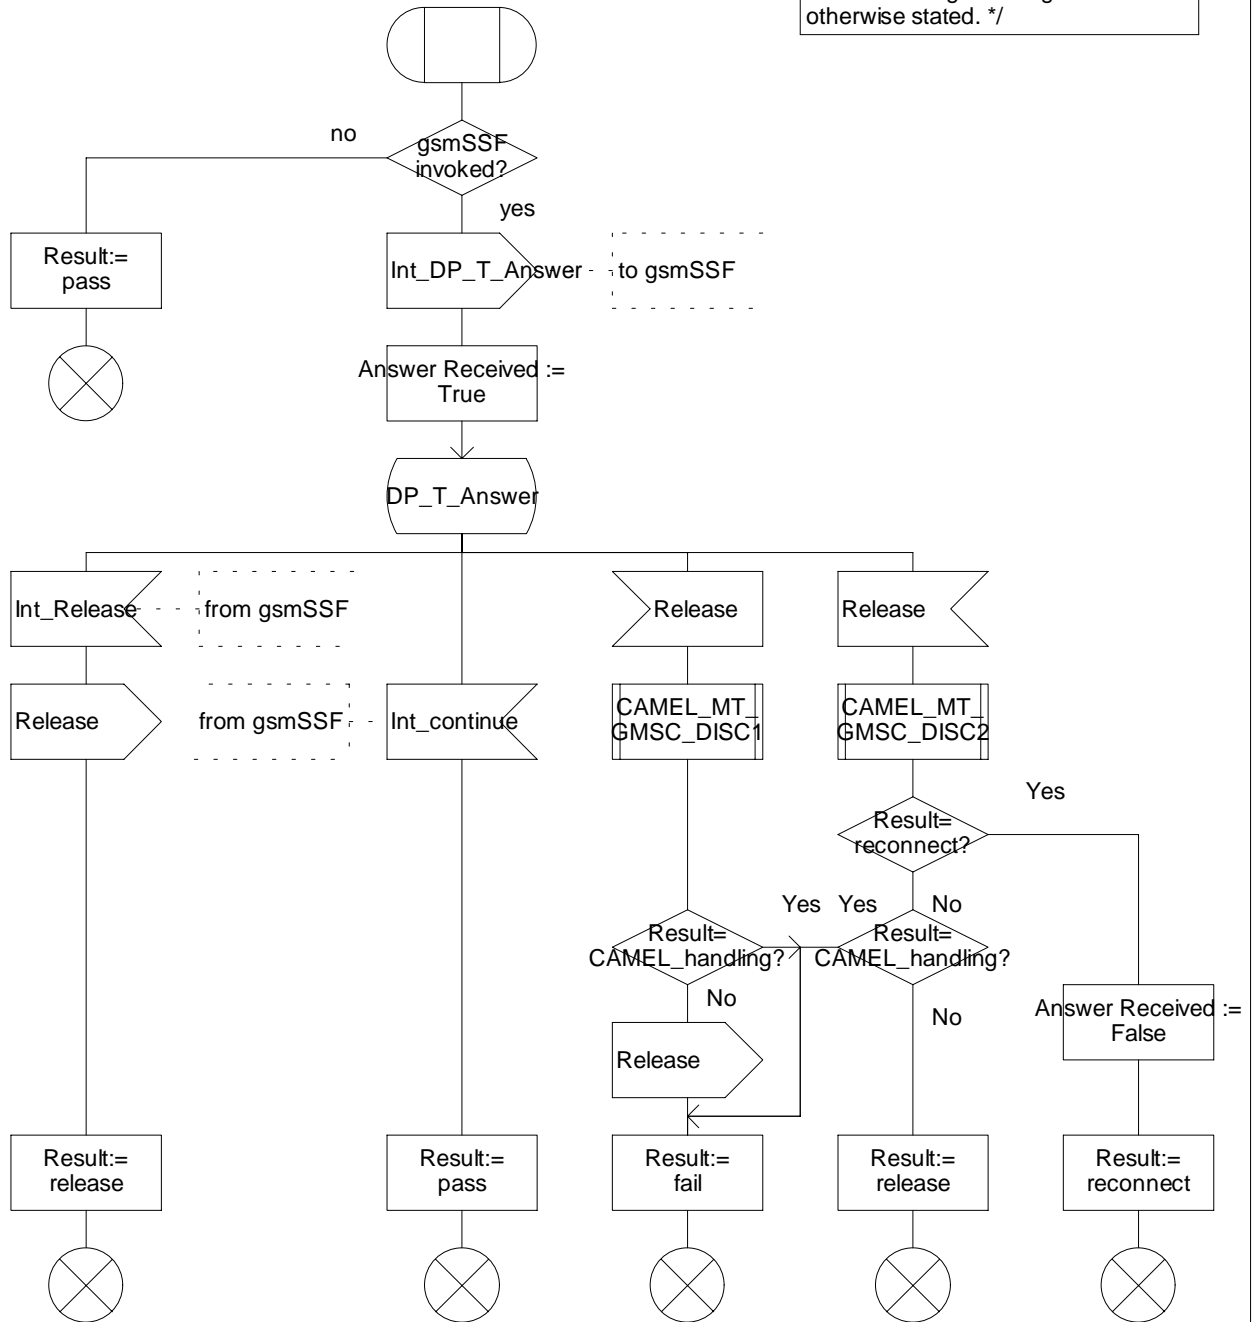 otherwise stated. */
no
gsmSSF
invoked?
yes
Result:=
pass
Int_DP_T_Answer
to gsmSSF
Answer Received :=
True
DP_T_Answer
Int_Release
from gsmSSF
Release
Release
Release
from gsmSSF
Int_continue
CAMEL_MT_
GMSC_DISC1
CAMEL_MT_
GMSC_DISC2
Yes
Result=
reconnect?
Yes
Yes
No
Result=
CAMEL_handling?
Result=
CAMEL_handling?
No
No
Answer Received :=
False
Release
Result:=
release
Result:=
pass
Result:=
fail
Result:=
release
Result:=
reconnect